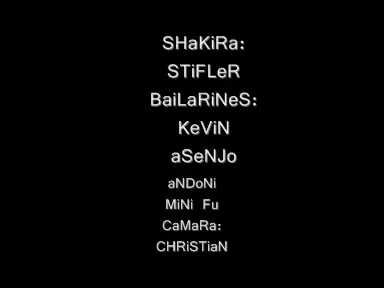 SHaKiRa:
STiFLeR
BaiLaRiNeS:
KeViN
aSeNJo
aNDoNi
MiNi Fu
CaMaRa:
CHRiSTiaN